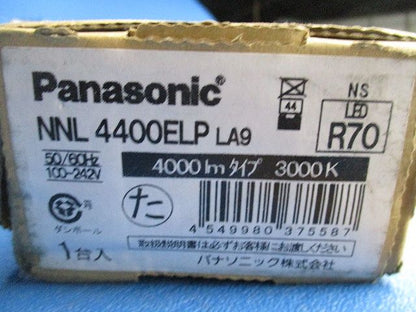 Panasonic®
NNL 4400ELP LA9
44
NS
LED
R70
50/60Hz
100-242V
4000 lm タイプ 3000K
た
4 549980 375587
ダンボール
1台入
取扱説明書は必ずお客様にお渡しください
パナソニック株式会社